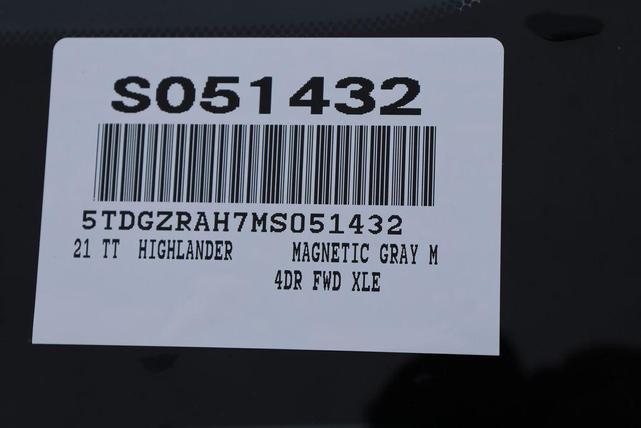 S051432
5TDGZRAH7MS051432
21 TT HIGHLANDER MAGNETIC GRAY M
4DR FWD XLE